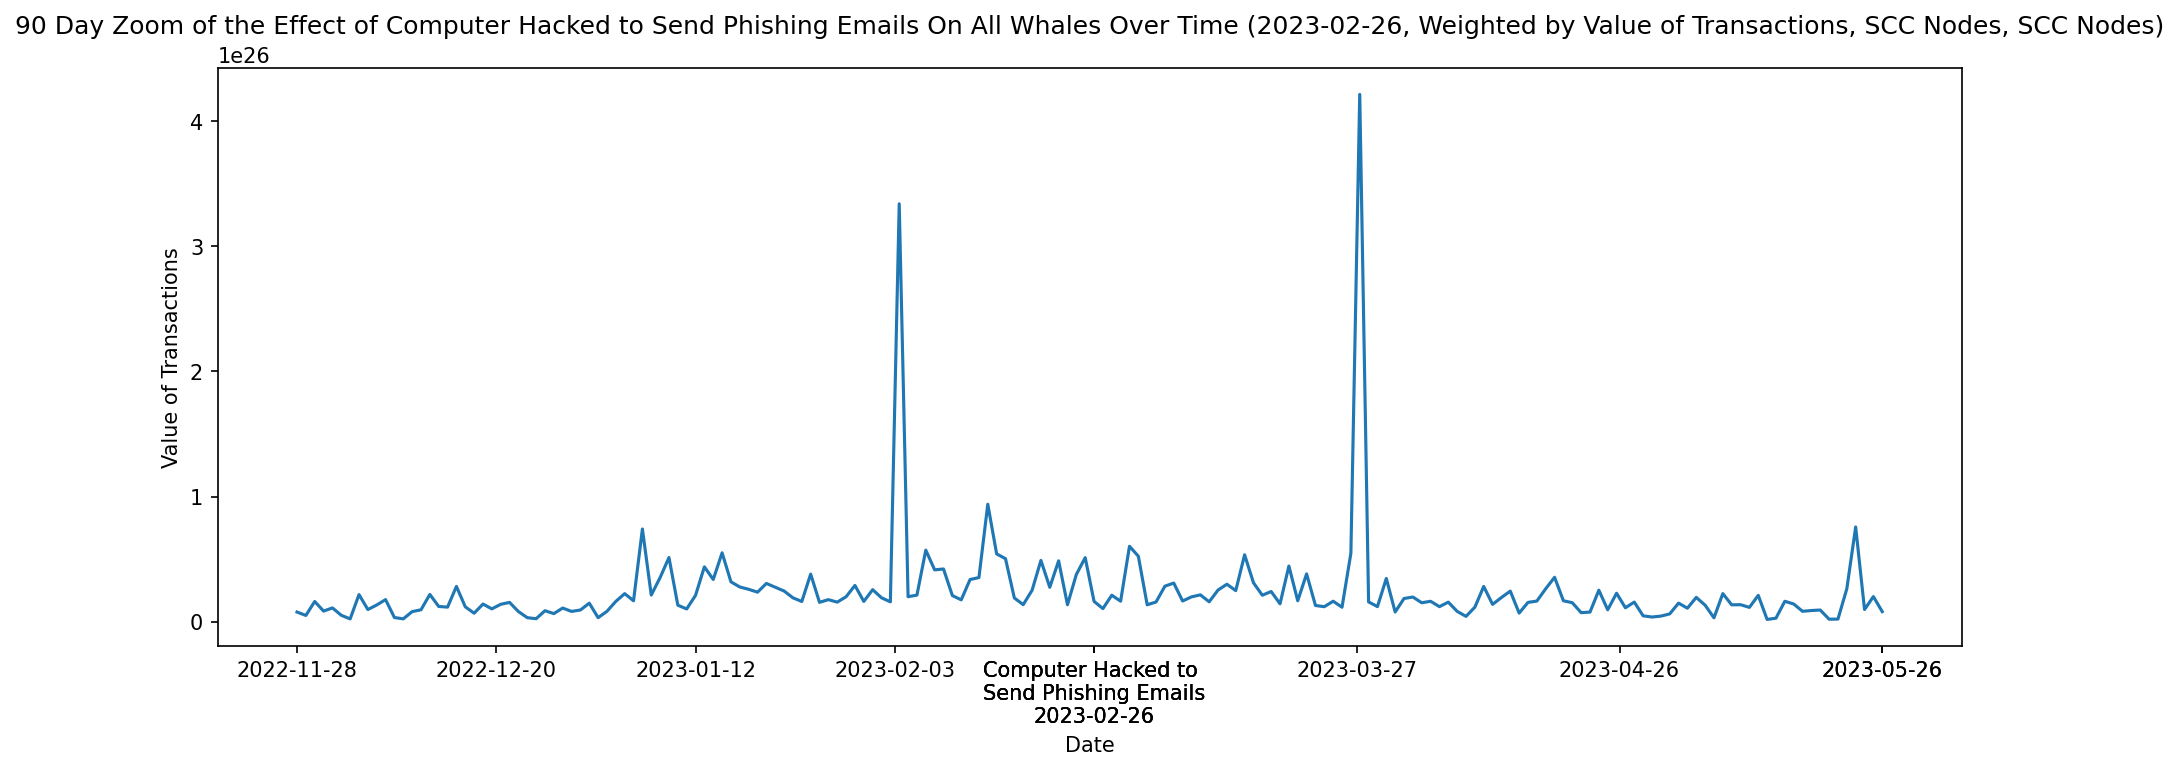 90 Day Zoom of the Effect of Computer Hacked to Send Phishing Emails On All Whales Over Time (2023-02-26, Weighted by Value of Transactions, SCC Nodes, SCC Nodes)
1e26
4
3
2
1
0
Value of Transactions
2022-11-28
2022-12-20
2023-01-12
2023-02-03
Computer Hacked to
Send Phishing Emails
2023-02-26
2023-03-27
2023-04-26
2023-05-26
Date